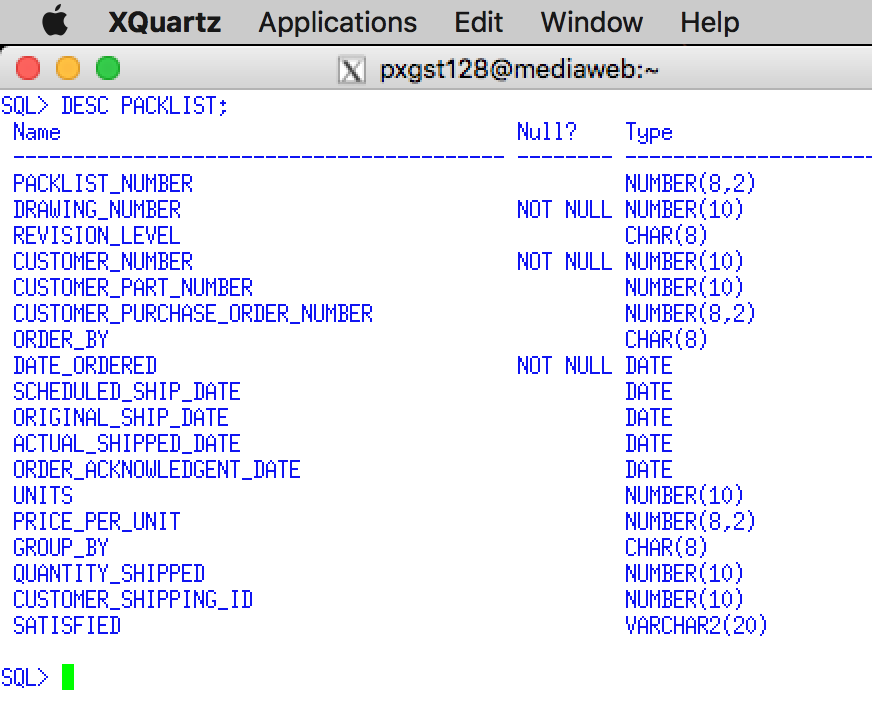 XQuartz Applications Edit Window Help
X pxgst128@mediaweb:~
SQL> DESC PACKLIST;
Name Null? Type
----------------------------------------- -------- ---------------------
PACKLIST_NUMBER NUMBER(8,2)
DRAWING_NUMBER NOT NULL NUMBER(10)
REVISION_LEVEL CHAR(8)
CUSTOMER_NUMBER NOT NULL NUMBER(10)
CUSTOMER_PART_NUMBER NUMBER(10)
CUSTOMER_PURCHASE_ORDER_NUMBER NUMBER(8,2)
ORDER_BY CHAR(8)
DATE_ORDERED NOT NULL DATE
SCHEDULED_SHIP_DATE DATE
ORIGINAL_SHIP_DATE DATE
ACTUAL_SHIPPED_DATE DATE
ORDER_ACKNOWLEDGENT_DATE DATE
UNITS NUMBER(10)
PRICE_PER_UNIT NUMBER(8,2)
GROUP_BY CHAR(8)
QUANTITY_SHIPPED NUMBER(10)
CUSTOMER_SHIPPING_ID NUMBER(10)
SATISFIED VARCHAR2(20)
SQL>